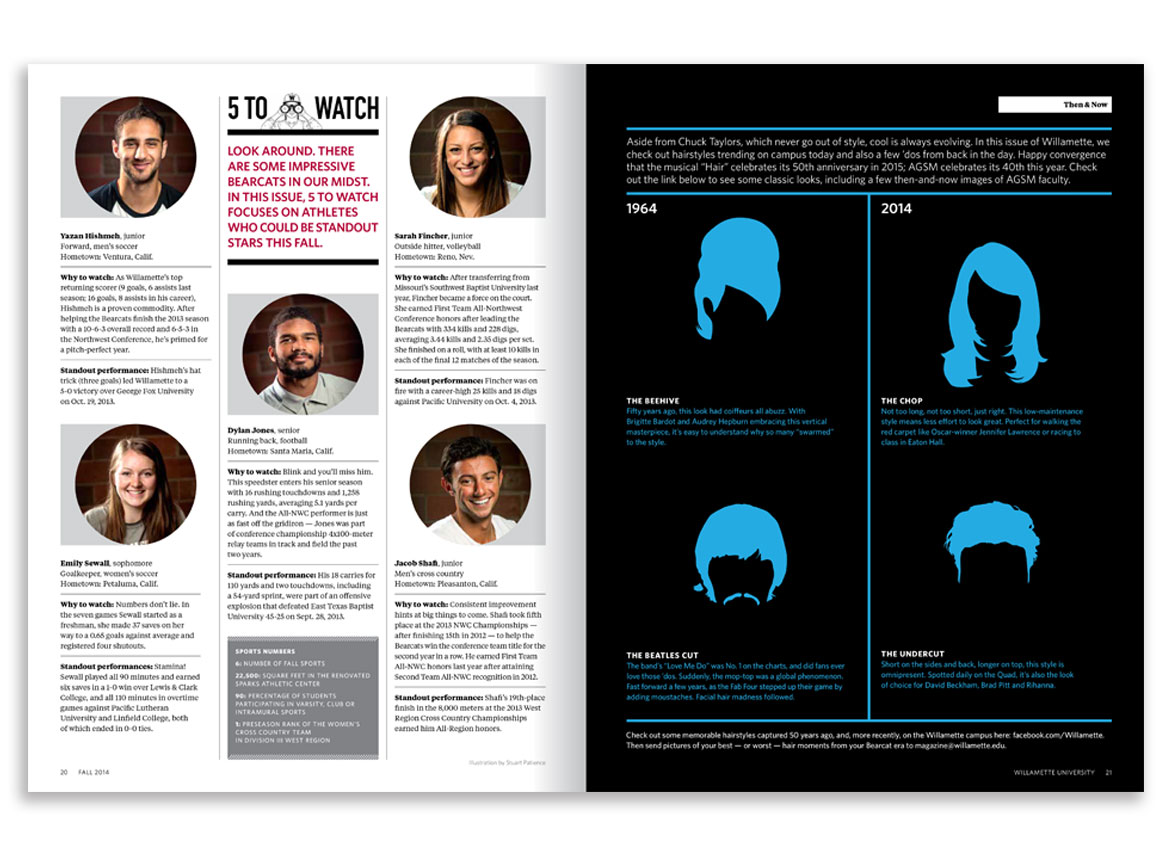 5 TO WATCH
LOOK AROUND. THERE
ARE SOME IMPRESSIVE
BEARCATS IN OUR MIDST.
IN THIS ISSUE, 5 TO WATCH
FOCUSES ON ATHLETES
WHO COULD BE STANDOUT
STARS THIS FALL.
Yazan Hishmeh, junior
Forward, men's soccer
Hometown: Ventura, Calif.
Why to watch: As Willamette's top
returning scorer (9 goals, 6 assists last
season; 16 goals, 8 assists in his career),
Hishmeh is a proven commodity. After
helping the Bearcats finish the 2013 season
with a 10-6-3 overall record and 6-5-3 in
the Northwest Conference, he's primed for
a pitch-perfect year.
Standout performance: Hishmeh's hat
trick (three goals) led Willamette to a
5-0 victory over George Fox University
on Oct. 19, 2013.
Emily Sewall, sophomore
Goalkeeper, women's soccer
Hometown: Petaluma, Calif.
Why to watch: Numbers don't lie. In
the seven games Sewall started as a
freshman, she made 37 saves on her
way to a 0.65 goals against average and
registered four shutouts.
Standout performances: Stamina!
Sewall played all 90 minutes and earned
six saves in a 1-0 win over Lewis & Clark
College, and all 110 minutes in overtime
games against Pacific Lutheran
University and Linfield College, both
of which ended in 0-0 ties.
Dylan Jones, senior
Running back, football
Hometown: Santa Maria, Calif.
Why to watch: Blink and you'll miss him.
This speedster enters his senior season
with 16 rushing touchdowns and 1,258
rushing yards, averaging 5.1 yards per
carry. And the All-NWC performer is just
as fast off the gridiron — Jones was part
of conference championship 4x100-meter
relay teams in track and field the past
two years.
Standout performance: His 18 carries for
110 yards and two touchdowns, including
a 54-yard sprint, were part of an offensive
explosion that defeated East Texas Baptist
University 45-25 on Sept. 28, 2013.
SPORTS NUMBERS
6: NUMBER OF FALL SPORTS
22,500: SQUARE FEET IN THE RENOVATED
SPARKS ATHLETIC CENTER
90: PERCENTAGE OF STUDENTS
PARTICIPATING IN VARSITY, CLUB OR
INTRAMURAL SPORTS
3: PRESEASON RANK OF THE WOMEN'S
CROSS COUNTRY TEAM
IN DIVISION III WEST REGION
Sarah Fincher, junior
Outside hitter, volleyball
Hometown: Reno, Nev.
Why to watch: After transferring from
Missouri's Southwest Baptist University last
year, Fincher became a force on the court.
She earned First Team All-Northwest
Conference honors after leading the
Bearcats with 334 kills and 228 digs,
averaging 3.44 kills and 2.35 digs per set.
She finished on a roll, with at least 10 kills in
each of the final 12 matches of the season.
Standout performance: Fincher was on
fire with a career-high 25 kills and 18 digs
against Pacific University on Oct. 4, 2013.
Jacob Shafi, junior
Men's cross country
Hometown: Pleasanton, Calif.
Why to watch: Consistent improvement
hints at big things to come. Shafi took fifth
place at the 2013 NWC Championships —
after finishing 15th in 2012 — to help the
Bearcats win the conference team title for the
second year in a row. He earned First Team
All-NWC honors last year after attaining
Second Team All-NWC recognition in 2012.
Standout performance: Shafi's 19th-place
finish in the 8,000 meters at the 2013 West
Region Cross Country Championships
earned him All-Region honors.
Illustration by Stuart Patience
20 FALL 2014
Then & Now
Aside from Chuck Taylors, which never go out of style, cool is always evolving. In this issue of Willamette, we
check out hairstyles trending on campus today and also a few 'dos from back in the day. Happy convergence
that the musical "Hair" celebrates its 50th anniversary in 2015; AGSM celebrates its 40th this year. Check
out the link below to see some classic looks, including a few then-and-now images of AGSM faculty.
1964
THE BEEHIVE
Fifty years ago, this look had coiffeurs all abuzz. With
Brigitte Bardot and Audrey Hepburn embracing this vertical
masterpiece, it's easy to understand why so many "swarmed"
to the style.
THE BEATLES CUT
The band's "Love Me Do" was No. 1 on the charts, and did fans ever
love those 'dos. Suddenly, the mop-top was a global phenomenon.
Fast forward a few years, as the Fab Four stepped up their game by
adding moustaches. Facial hair madness followed.
2014
THE CHOP
Not too long, not too short, just right. This low-maintenance
style means less effort to look great. Perfect for walking the
red carpet like Oscar-winner Jennifer Lawrence or racing to
class in Eaton Hall.
THE UNDERCUT
Short on the sides and back, longer on top, this style is
omnipresent. Spotted daily on the Quad, it's also the look
of choice for David Beckham, Brad Pitt and Rihanna.
Check out some memorable hairstyles captured 50 years ago, and, more recently, on the Willamette campus here: facebook.com/Willamette.
Then send pictures of your best — or worst — hair moments from your Bearcat era to magazine@willamette.edu.
WILLAMETTE UNIVERSITY 21